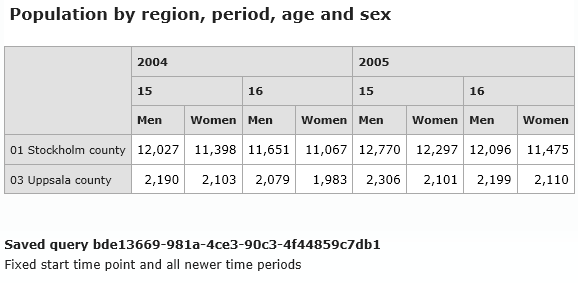 Population by region, period, age and sex
2004 2005
15 16 15 16
Men Women Men Women Men Women Men Women
01 Stockholm county 12,027 11,398 11,651 11,067 12,770 12,297 12,096 11,475
03 Uppsala county 2,190 2,103 2,079 1,983 2,306 2,101 2,199 2,110
Saved query bde13669-981a-4ce3-90c3-4f44859c7db1
Fixed start time point and all newer time periods